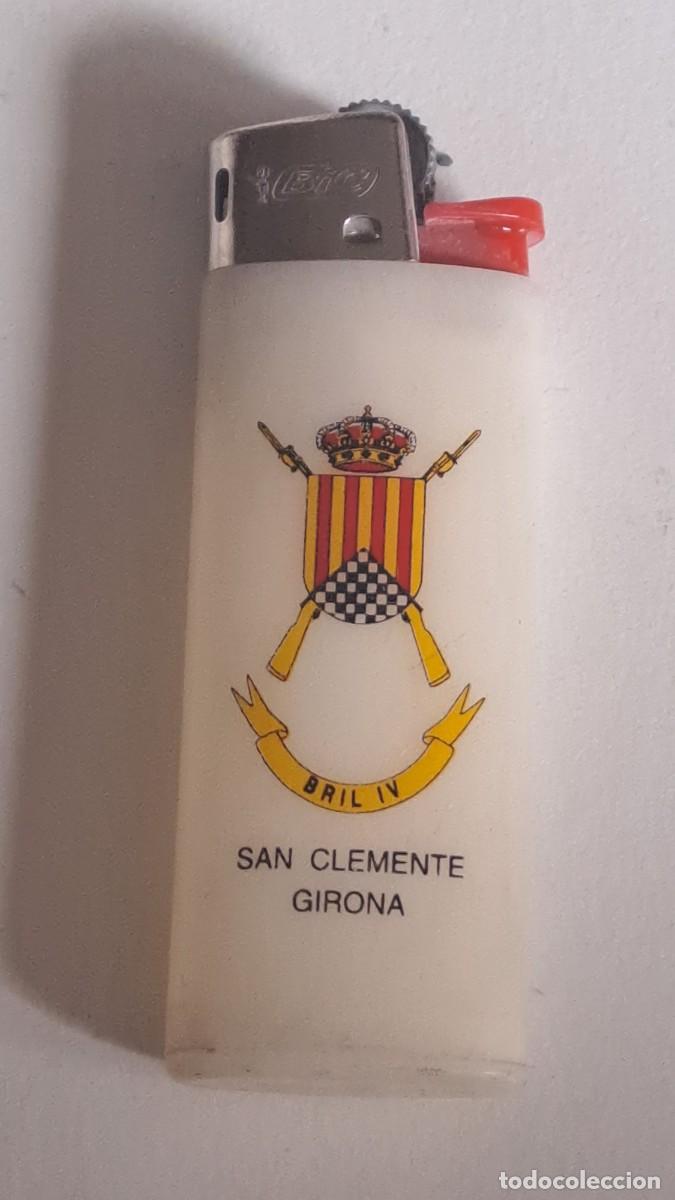 BiC
BRIL IV
SAN CLEMENTE
GIRONA
todocoleccion